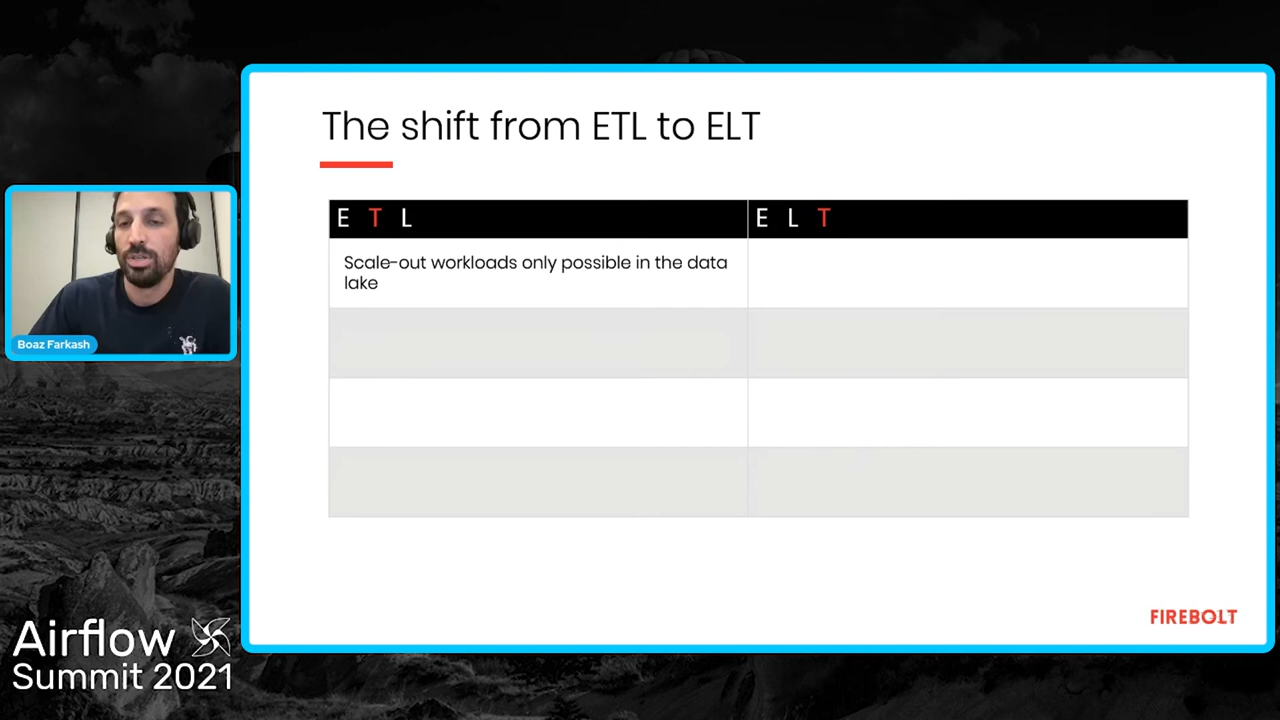 The shift from ETL to ELT
E T L
E L T
Scale-out workloads only possible in the data
lake
Boaz Farkash
FIREBOLT
Airflow
Summit 2021